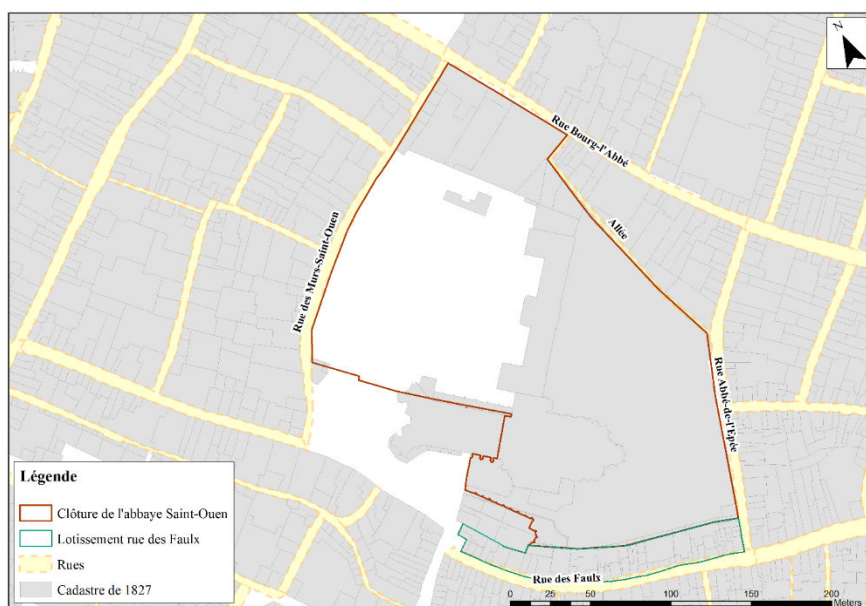 N
Rue Bourg-l'Abbé
Allée
Rue des Murs-Saint-Ouen
Rue Abbé-de-l'Epée
Légende
Clôture de l'abbaye Saint-Ouen
Lotissement rue des Faulx
Rues
Cadastre de 1827
Rue des Faulx
0 25 50 100 150 200
Meters